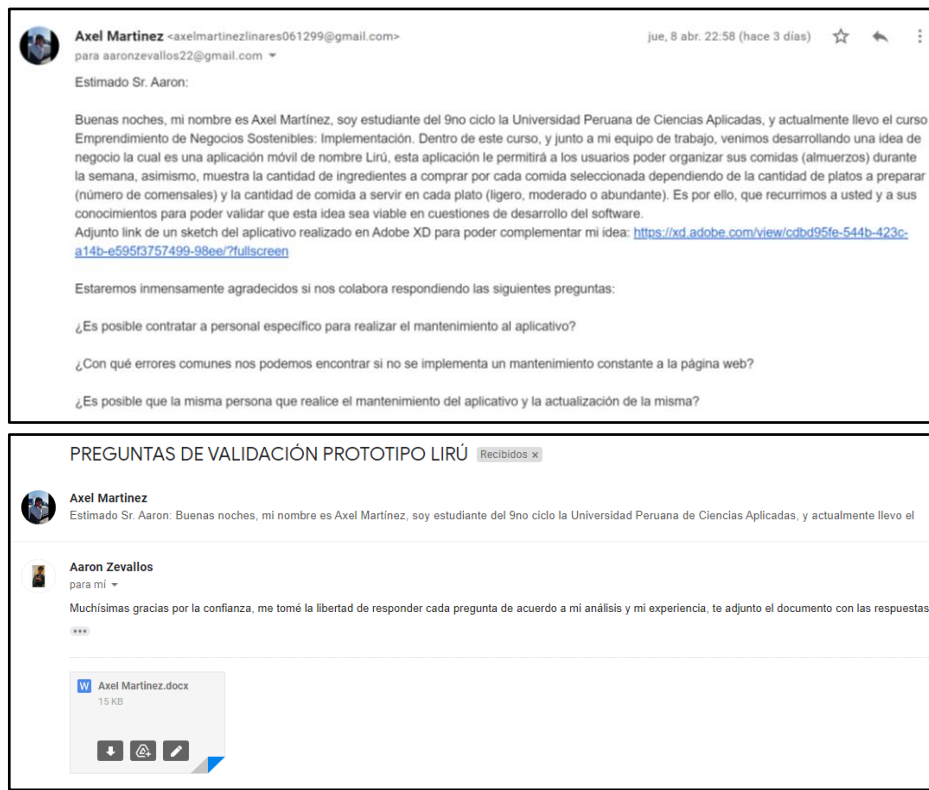 Axel Martinez <axelmartinezlinares061299@gmail.com> jue, 8 abr. 22:58 (hace 3 días)
para aaronzevallos22@gmail.com
Estimado Sr. Aaron:
Buenas noches, mi nombre es Axel Martínez, soy estudiante del 9no ciclo la Universidad Peruana de Ciencias Aplicadas, y actualmente llevo el curso
Emprendimiento de Negocios Sostenibles: Implementación. Dentro de este curso, y junto a mi equipo de trabajo, venimos desarrollando una idea de
negocio la cual es una aplicación móvil de nombre Lirú, esta aplicación le permitirá a los usuarios poder organizar sus comidas (almuerzos) durante
la semana, asimismo, muestra la cantidad de ingredientes a comprar por cada comida seleccionada dependiendo de la cantidad de platos a preparar
(número de comensales) y la cantidad de comida a servir en cada plato (ligero, moderado o abundante). Es por ello, que recurrimos a usted y a sus
conocimientos para poder validar que esta idea sea viable en cuestiones de desarrollo del software.
Adjunto link de un sketch del aplicativo realizado en Adobe XD para poder complementar mi idea: https://xd.adobe.com/view/cdbd95fe-544b-423c-
a14b-e595f3757499-98ee/?fullscreen
Estaremos inmensamente agradecidos si nos colabora respondiendo las siguientes preguntas:
¿Es posible contratar a personal específico para realizar el mantenimiento al aplicativo?
¿Con qué errores comunes nos podemos encontrar si no se implementa un mantenimiento constante a la página web?
¿Es posible que la misma persona que realice el mantenimiento del aplicativo y la actualización de la misma?
PREGUNTAS DE VALIDACIÓN PROTOTIPO LIRÚ Recibidos x
Axel Martinez
Estimado Sr. Aaron: Buenas noches, mi nombre es Axel Martínez, soy estudiante del 9no ciclo la Universidad Peruana de Ciencias Aplicadas, y actualmente llevo el
Aaron Zevallos
para mí
Muchísimas gracias por la confianza, me tomé la libertad de responder cada pregunta de acuerdo a mi análisis y mi experiencia, te adjunto el documento con las respuestas
W Axel Martinez.docx
15 KB